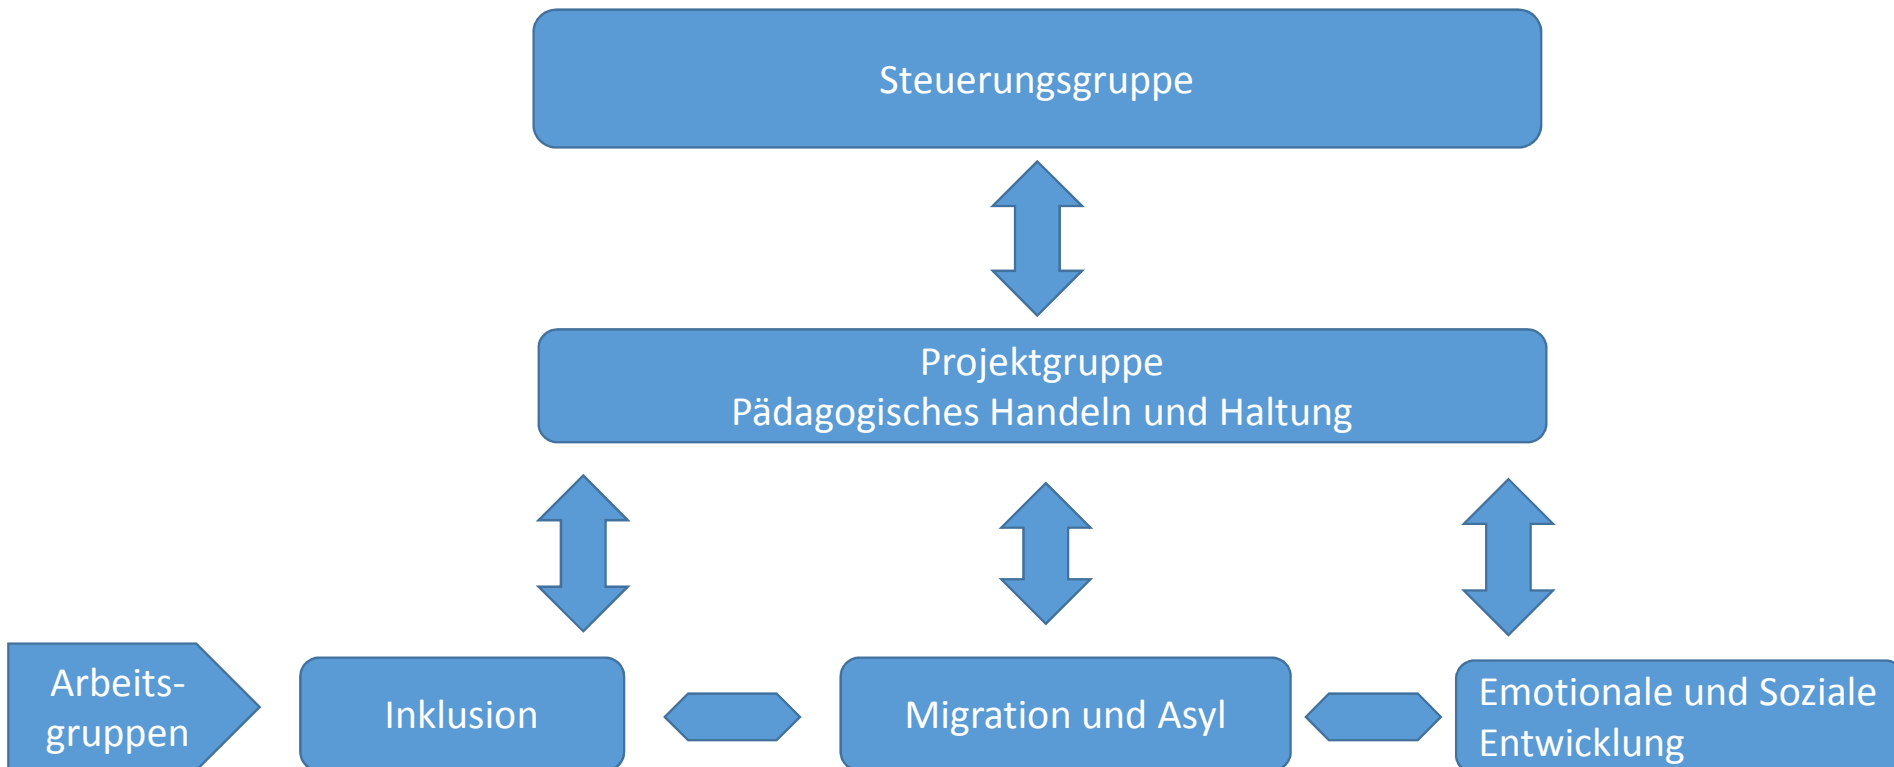 Steuerungsgruppe
Projektgruppe
Pädagogisches Handeln und Haltung
Arbeits-
gruppen
Inklusion
Migration und Asyl
Emotionale und Soziale
Entwicklung